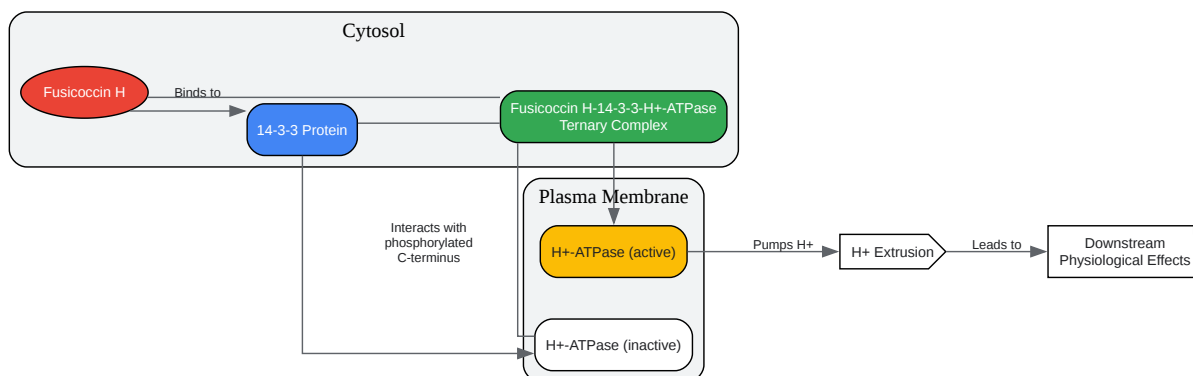 Cytosol
Fusicoccin H
Binds to
14-3-3 Protein
Fusicoccin H-14-3-3-H+-ATPase
Ternary Complex
Plasma Membrane
Interacts with
phosphorylated
C-terminus
H+-ATPase (active)
Pumps H+
H+ Extrusion
Leads to
Downstream
Physiological Effects
H+-ATPase (inactive)